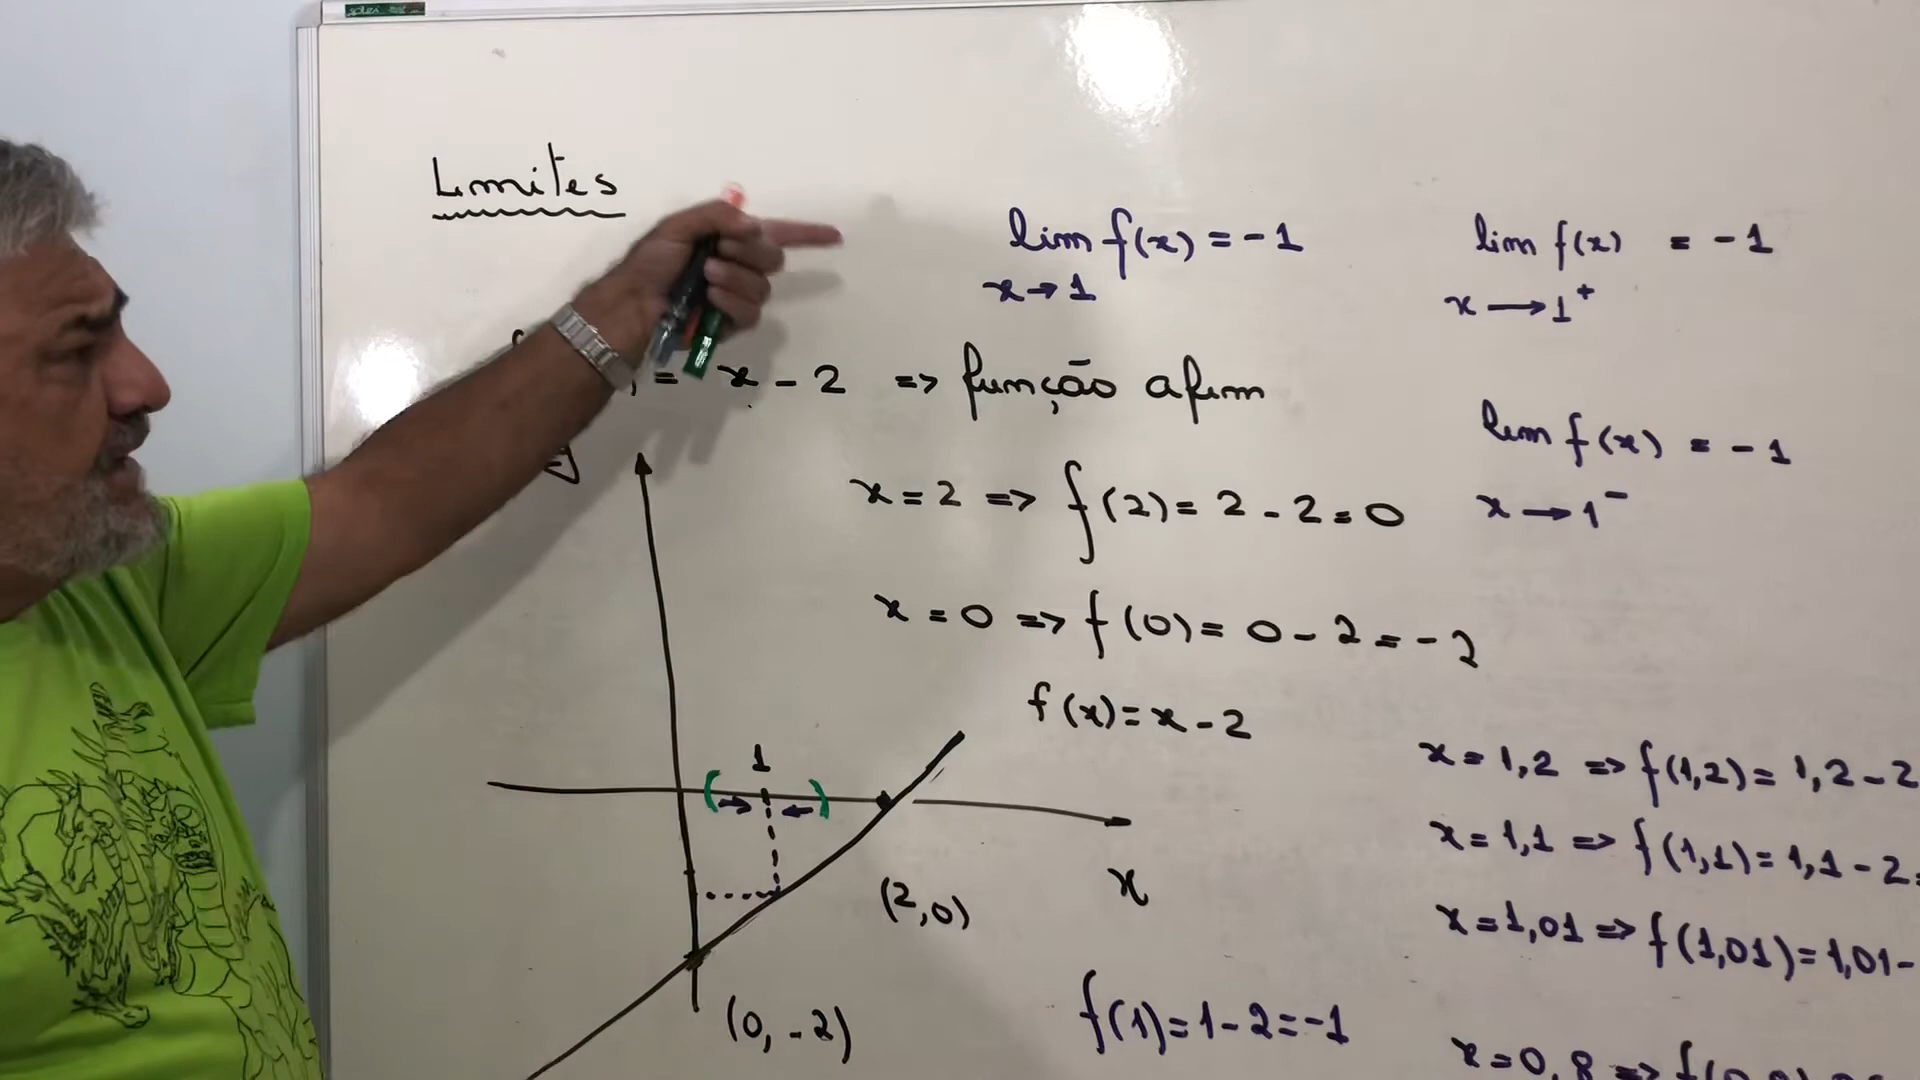 Limites
lim f(x) = -1
x → 1
lim f(x) = -1
x → 1⁺
= x - 2 => função afim
lim f(x) = -1
x → 1⁻
x = 2 => f(2) = 2 - 2 = 0
x = 0 => f(0) = 0 - 2 = -2
f(x) = x - 2
1
( → ← )
x
(2,0)
(0, -2)
x = 1,2 => f(1,2) = 1,2 - 2
x = 1,1 => f(1,1) = 1,1 - 2 =
x = 1,01 => f(1,01) = 1,01 -
f(1) = 1 - 2 = -1
x = 0,8 =>